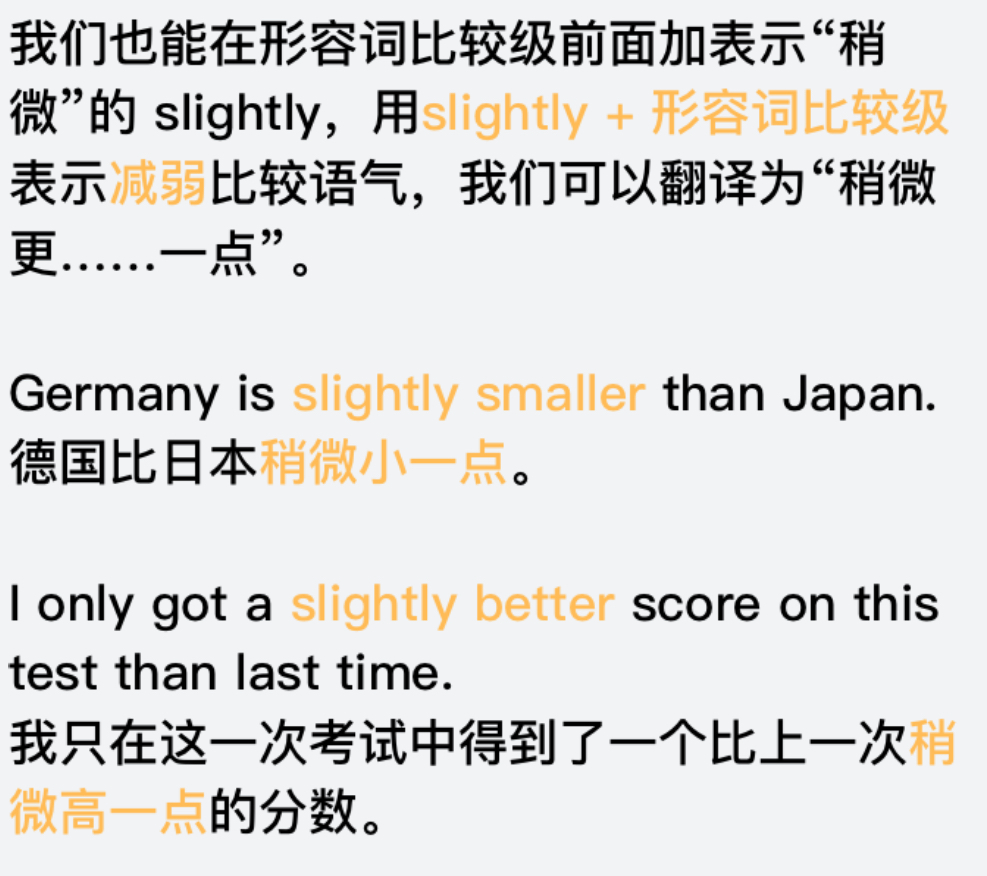 我们也能在形容词比较级前面加表示“稍
微”的 slightly，用slightly + 形容词比较级
表示减弱比较语气，我们可以翻译为“稍微
更……一点”。
Germany is slightly smaller than Japan.
德国比日本稍微小一点。
I only got a slightly better score on this
test than last time.
我只在这一次考试中得到了一个比上一次稍
微高一点的分数。